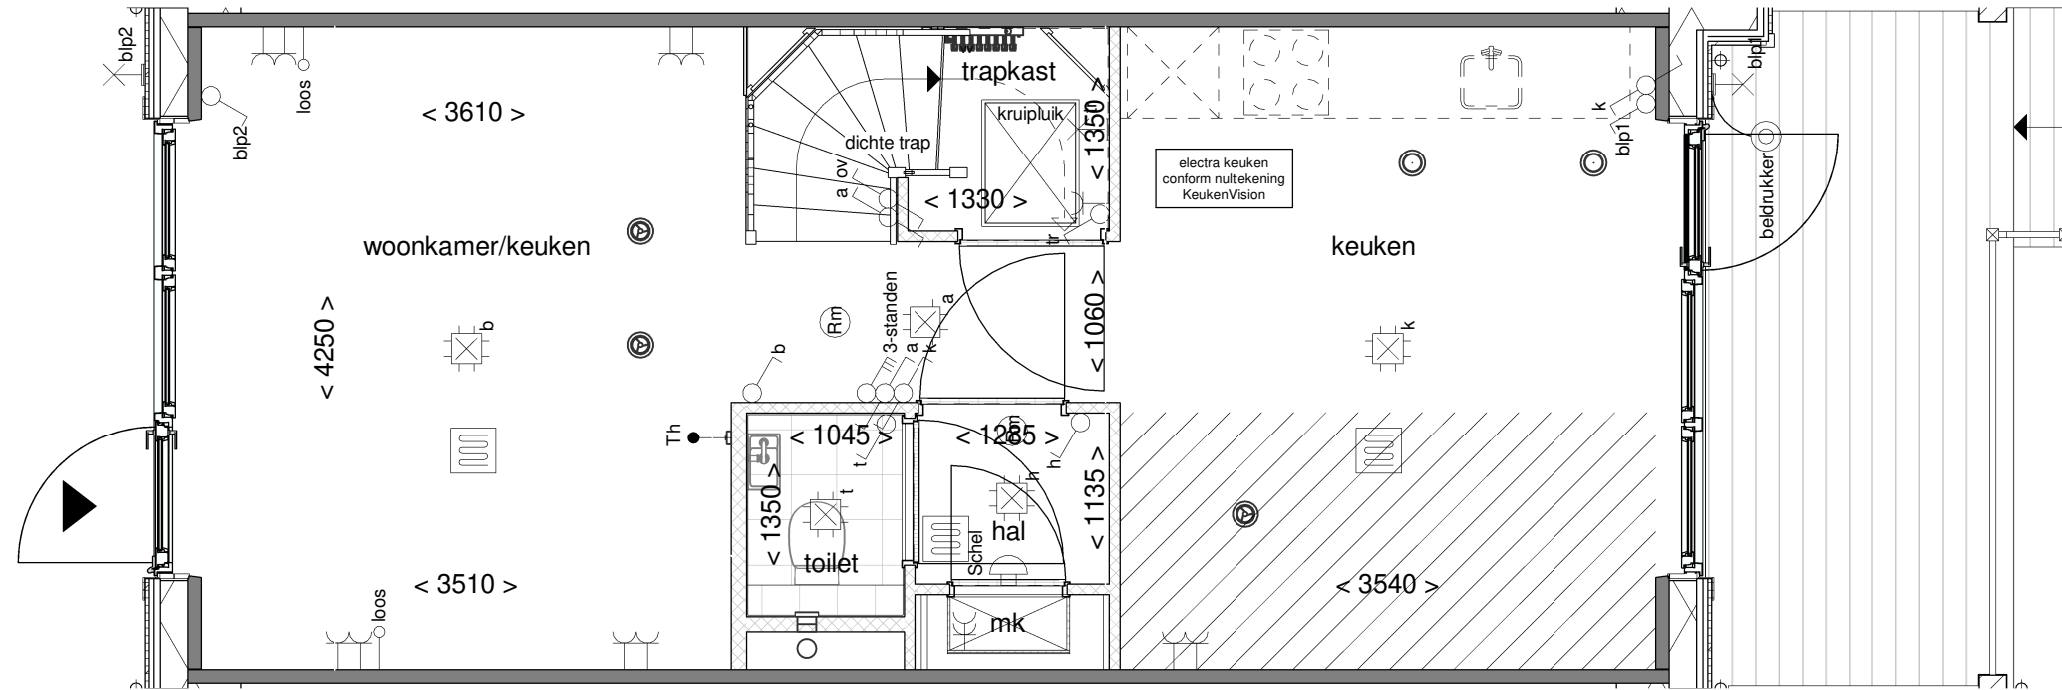 blp2
loos
< 3610 >
blp2
trapkast
< 1350 >
kruipluik
dichte trap
a
ov
< 1330 >
tr
k
blp1
blp1
electra keuken
conform nultekening
KeukenVision
beldrukker
woonkamer/keuken
keuken
< 4250 >
b
Rm
3-standen
a
< 1060 >
k
b
a
k
Th
< 1045 >
t
< 1285 >
Rm
h
< 1350 >
t
h
< 1135 >
hal
Schel
toilet
< 3510 >
< 3540 >
loos
mk